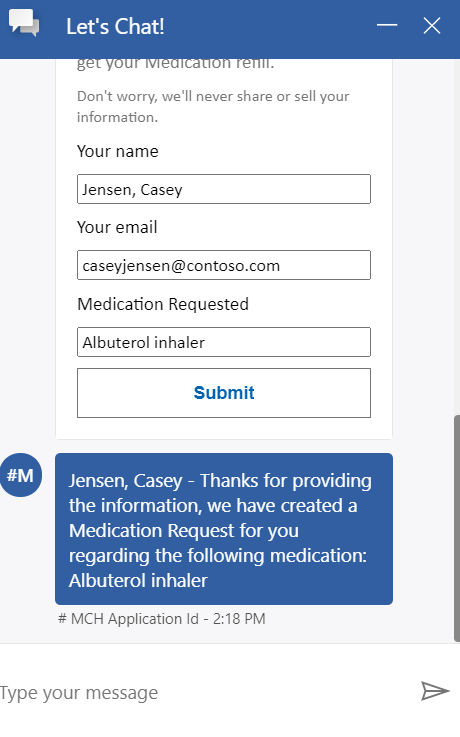 Let's Chat!
get your Medication refill.
Don't worry, we'll never share or sell your
information.
Your name
Jensen, Casey
Your email
caseyjensen@contoso.com
Medication Requested
Albuterol inhaler
Submit
#M
Jensen, Casey - Thanks for providing
the information, we have created a
Medication Request for you
regarding the following medication:
Albuterol inhaler
# MCH Application Id - 2:18 PM
Type your message